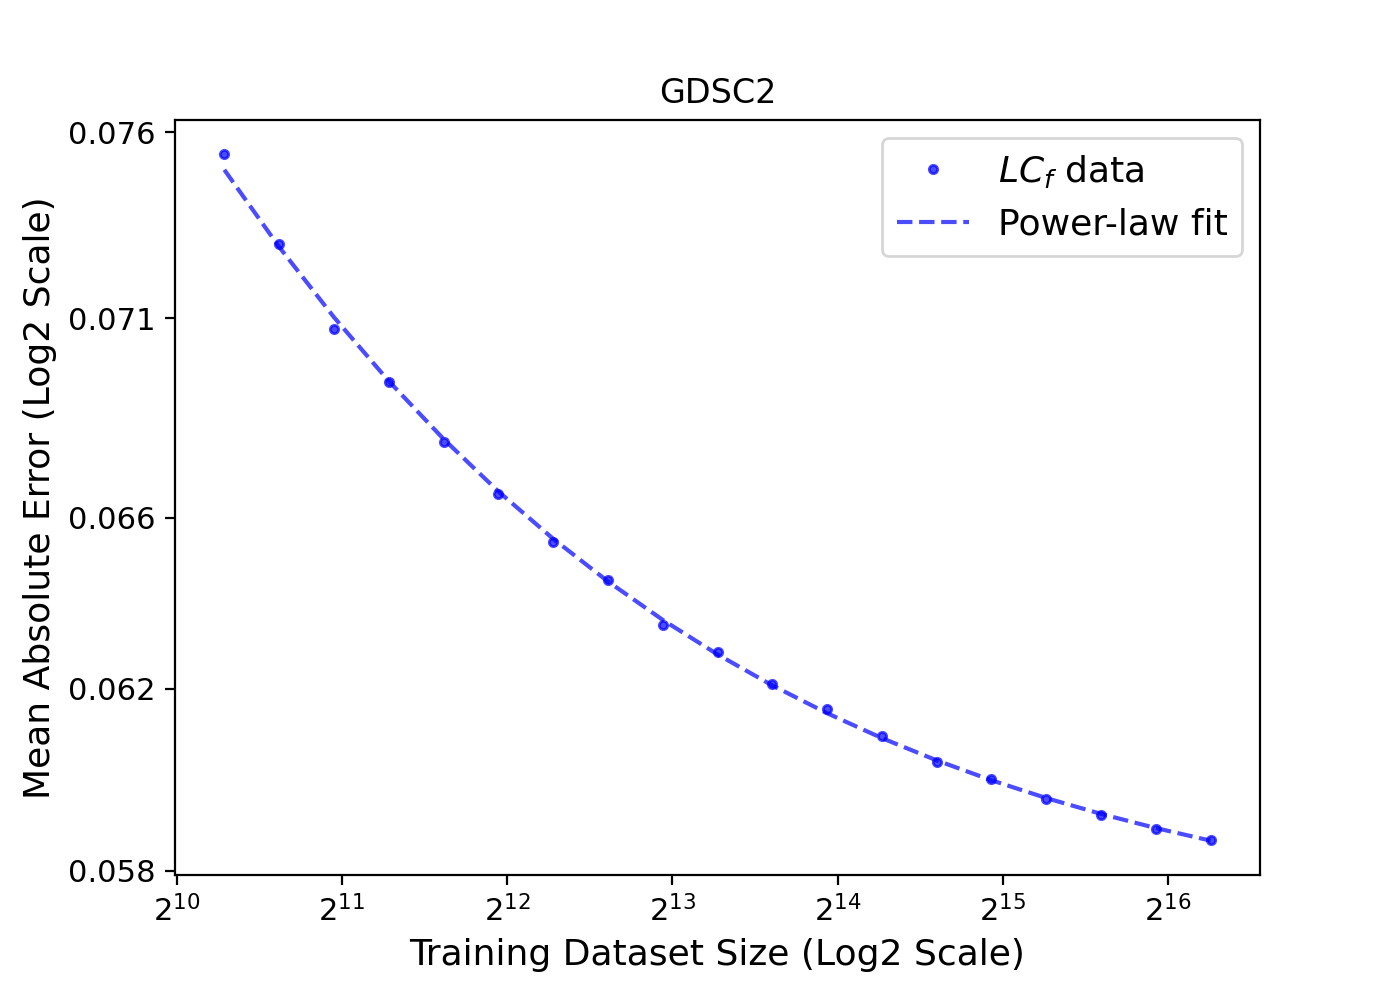 GDSC2
Mean Absolute Error (Log2 Scale)
0.076
0.071
0.066
0.062
0.058
LC_f data
Power-law fit
2^10 2^11 2^12 2^13 2^14 2^15 2^16
Training Dataset Size (Log2 Scale)